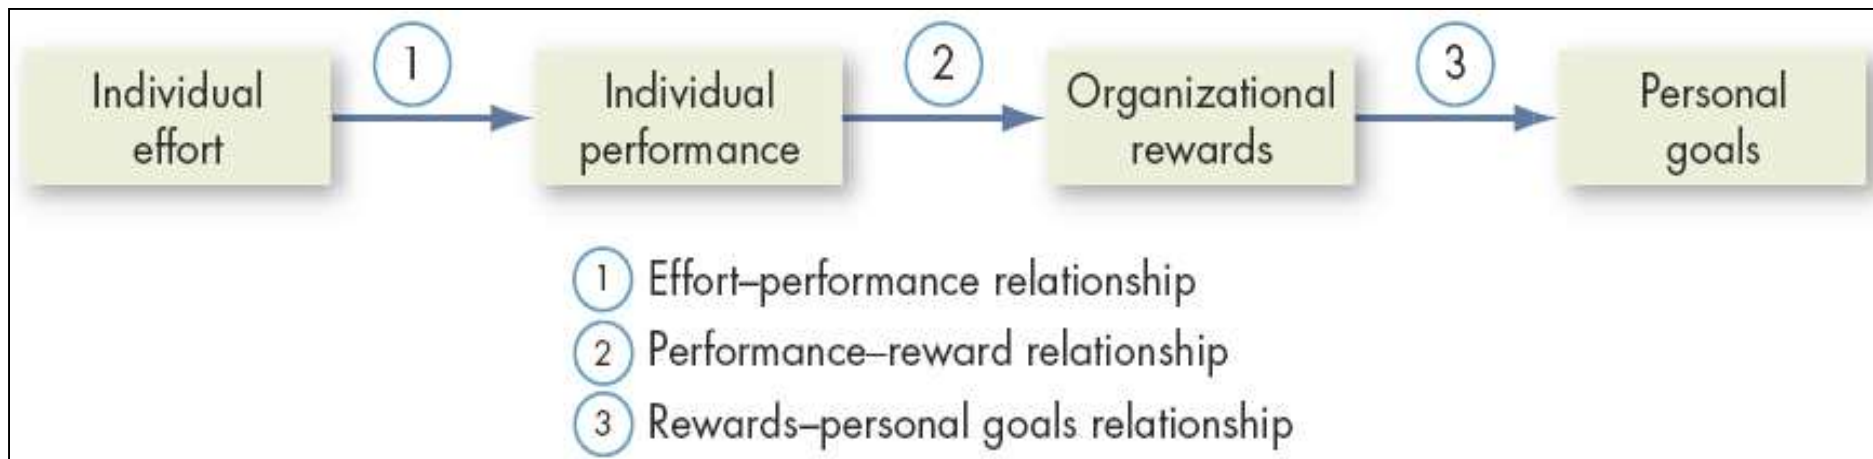 Individual
effort
1
Individual
performance
2
Organizational
rewards
3
Personal
goals
1 Effort–performance relationship
2 Performance–reward relationship
3 Rewards–personal goals relationship